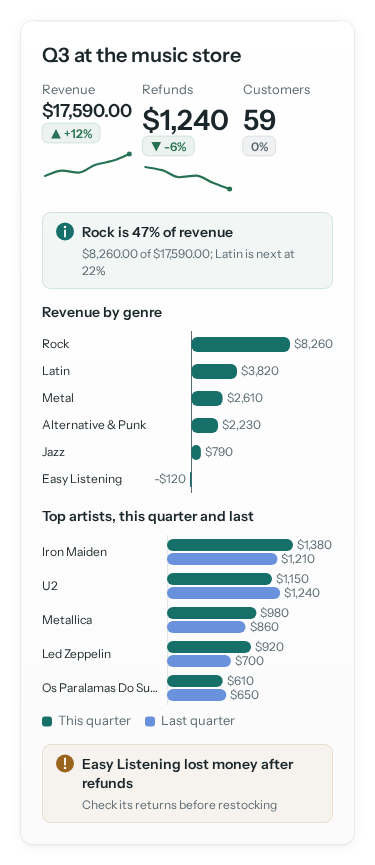 Q3 at the music store
Revenue Refunds Customers
$17,590.00 $1,240 59
▲ +12% ▼ -6% 0%
Rock is 47% of revenue
$8,260.00 of $17,590.00; Latin is next at
22%
Revenue by genre
Rock $8,260
Latin $3,820
Metal $2,610
Alternative & Punk $2,230
Jazz $790
Easy Listening -$120
Top artists, this quarter and last
Iron Maiden $1,380
$1,210
U2 $1,150
$1,240
Metallica $980
$860
Led Zeppelin $920
$700
Os Paralamas Do Su... $610
$650
This quarter Last quarter
Easy Listening lost money after
refunds
Check its returns before restocking